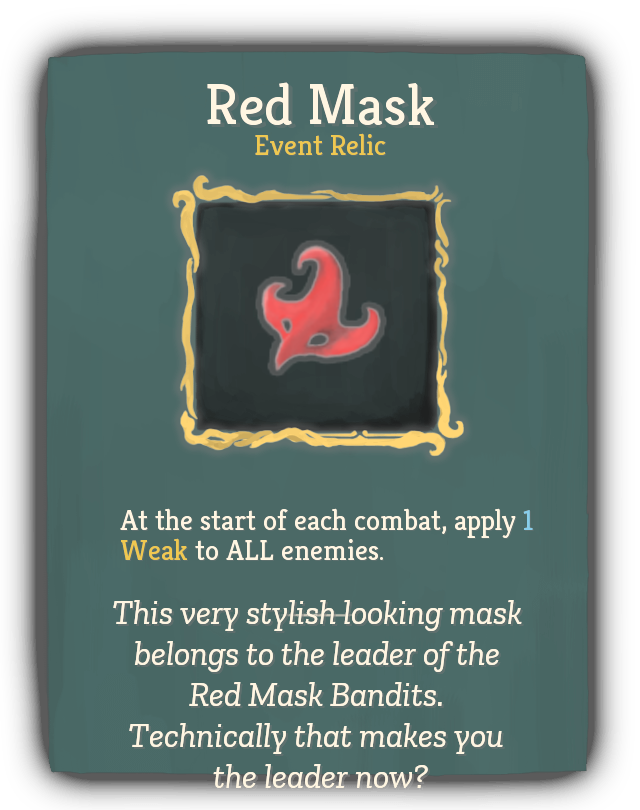 Red Mask
Event Relic
At the start of each combat, apply 1
Weak to ALL enemies.
This very stylish looking mask
belongs to the leader of the
Red Mask Bandits.
Technically that makes you
the leader now?